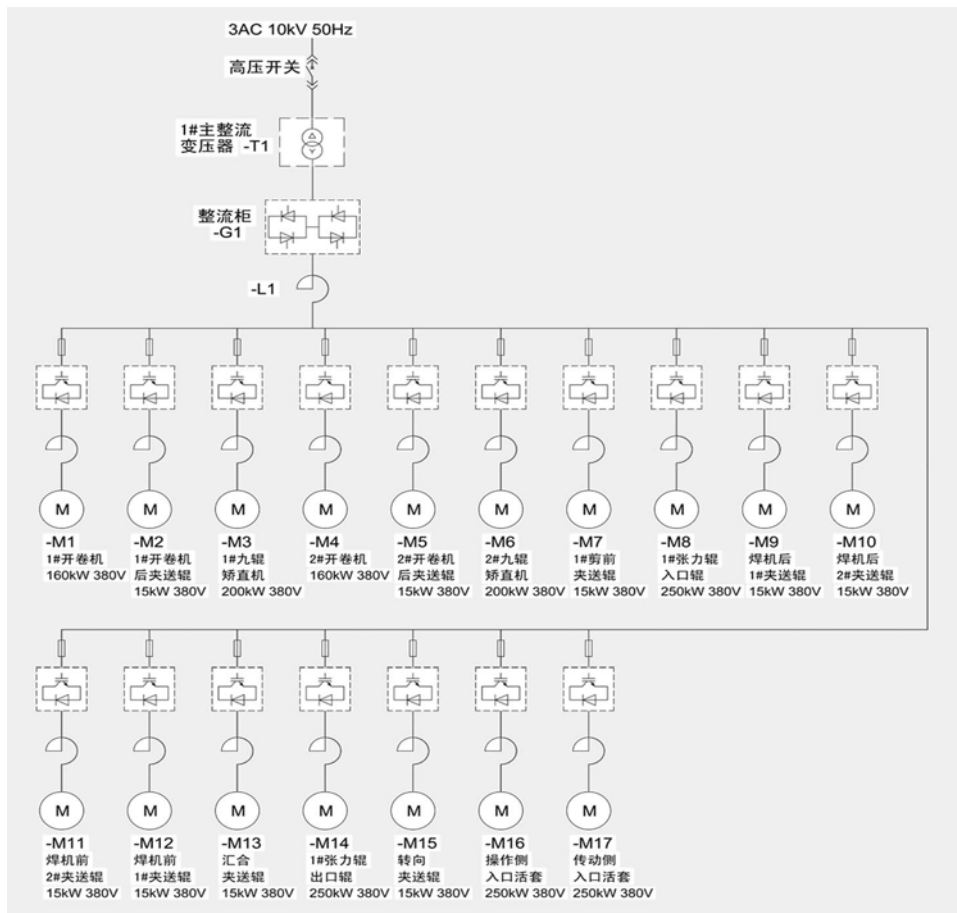 3AC 10kV 50Hz
高压开关
1#主整流
变压器 -T1
整流柜
-G1
-L1
M
M
M
M
M
M
M
M
M
M
-M1
1#开卷机
160kW 380V
-M2
1#开卷机
后夹送辊
15kW 380V
-M3
1#九辊
矫直机
200kW 380V
-M4
2#开卷机
160kW 380V
-M5
2#开卷机
后夹送辊
15kW 380V
-M6
2#九辊
矫直机
200kW 380V
-M7
1#剪前
夹送辊
15kW 380V
-M8
1#张力辊
入口辊
250kW 380V
-M9
焊机后
1#夹送辊
15kW 380V
-M10
焊机后
2#夹送辊
15kW 380V
M
M
M
M
M
M
M
-M11
焊机前
2#夹送辊
15kW 380V
-M12
焊机前
1#夹送辊
15kW 380V
-M13
汇合
夹送辊
15kW 380V
-M14
1#张力辊
出口辊
250kW 380V
-M15
转向
夹送辊
15kW 380V
-M16
操作侧
入口活套
250kW 380V
-M17
传动侧
入口活套
250kW 380V